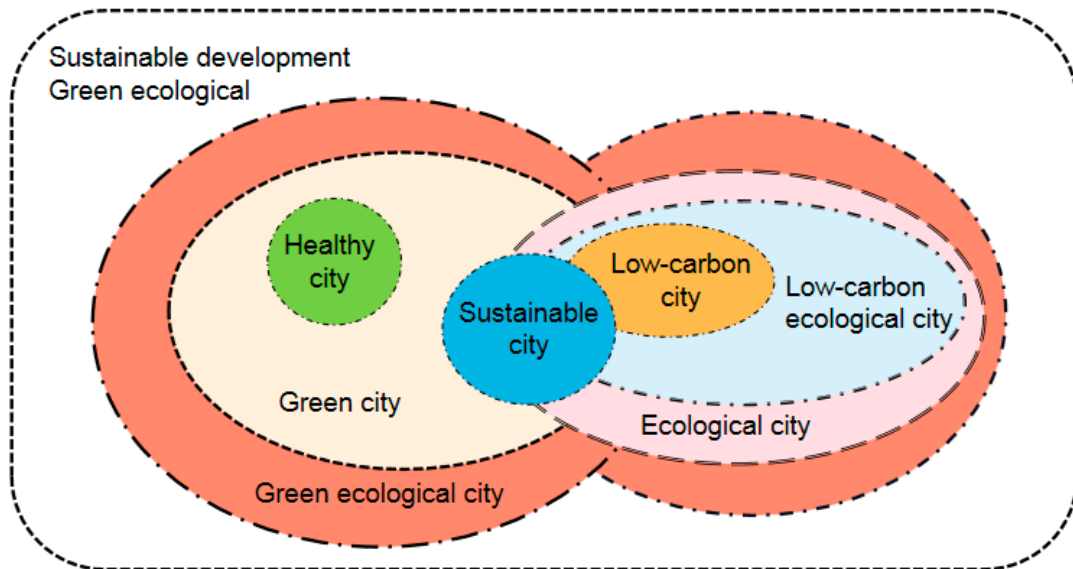 Sustainable development
Green ecological
Healthy
city
Low-carbon
city
Low-carbon
ecological city
Sustainable
city
Green city
Ecological city
Green ecological city